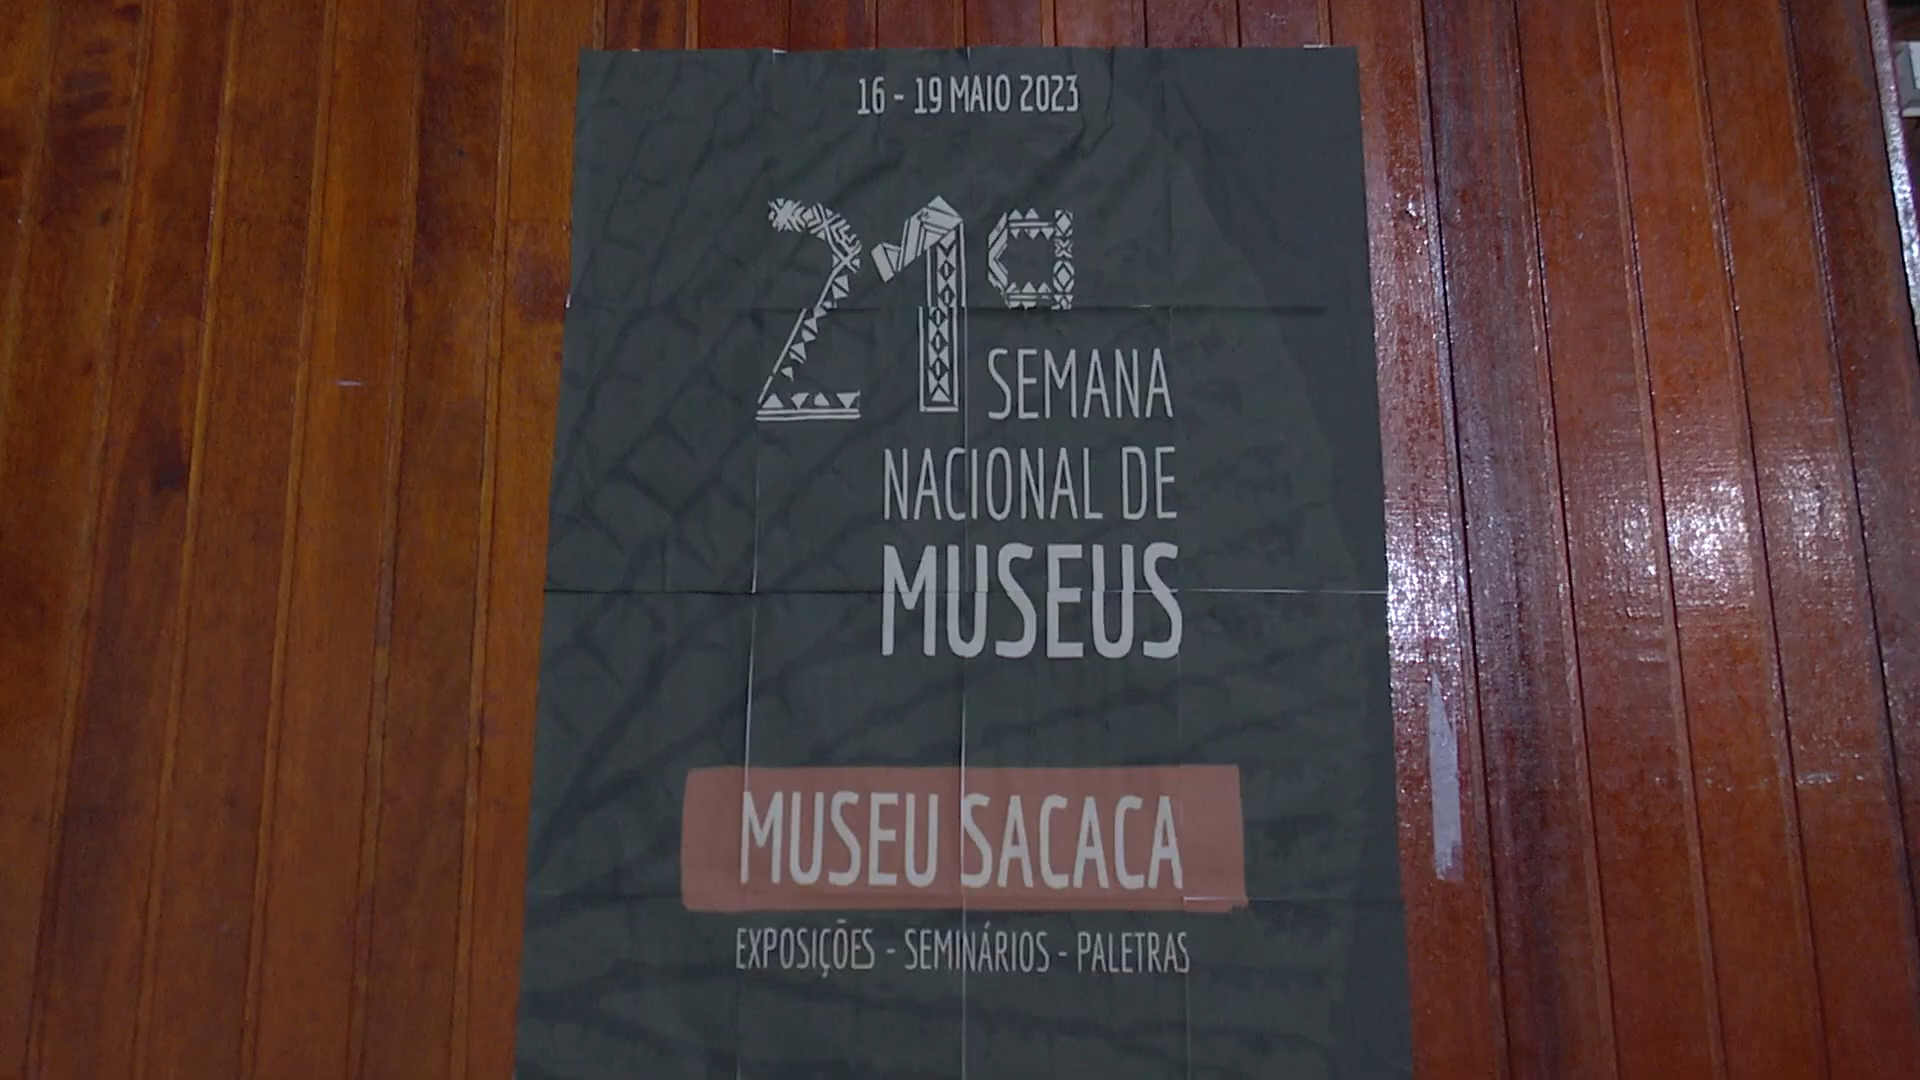 16 - 19 MAIO 2023
21ª
SEMANA
NACIONAL DE
MUSEUS
MUSEU SACACA
EXPOSIÇÕES - SEMINÁRIOS - PALETRAS